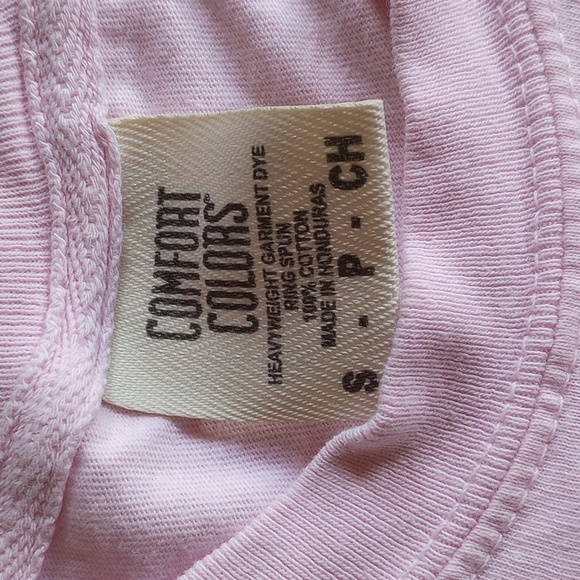 COMFORT
COLORS®
HEAVYWEIGHT GARMENT DYE
RING SPUN
100% COTTON
MADE IN HONDURAS
S - P - CH